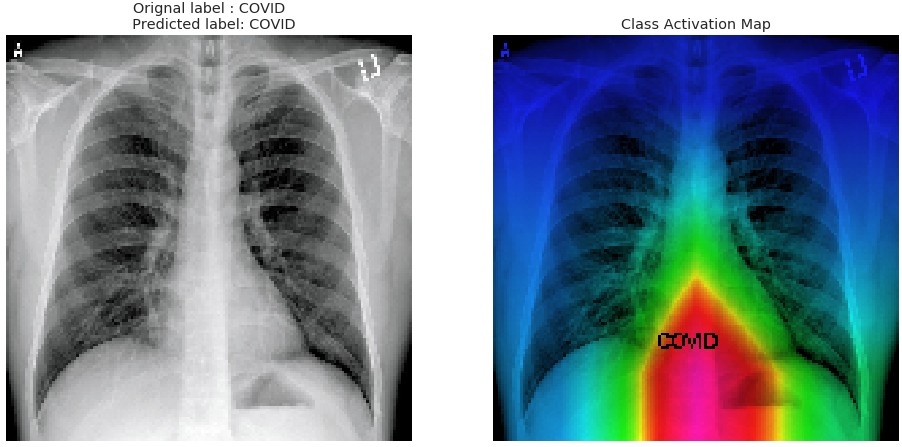 Orignal label : COVID
Predicted label: COVID
Class Activation Map
A
COVID